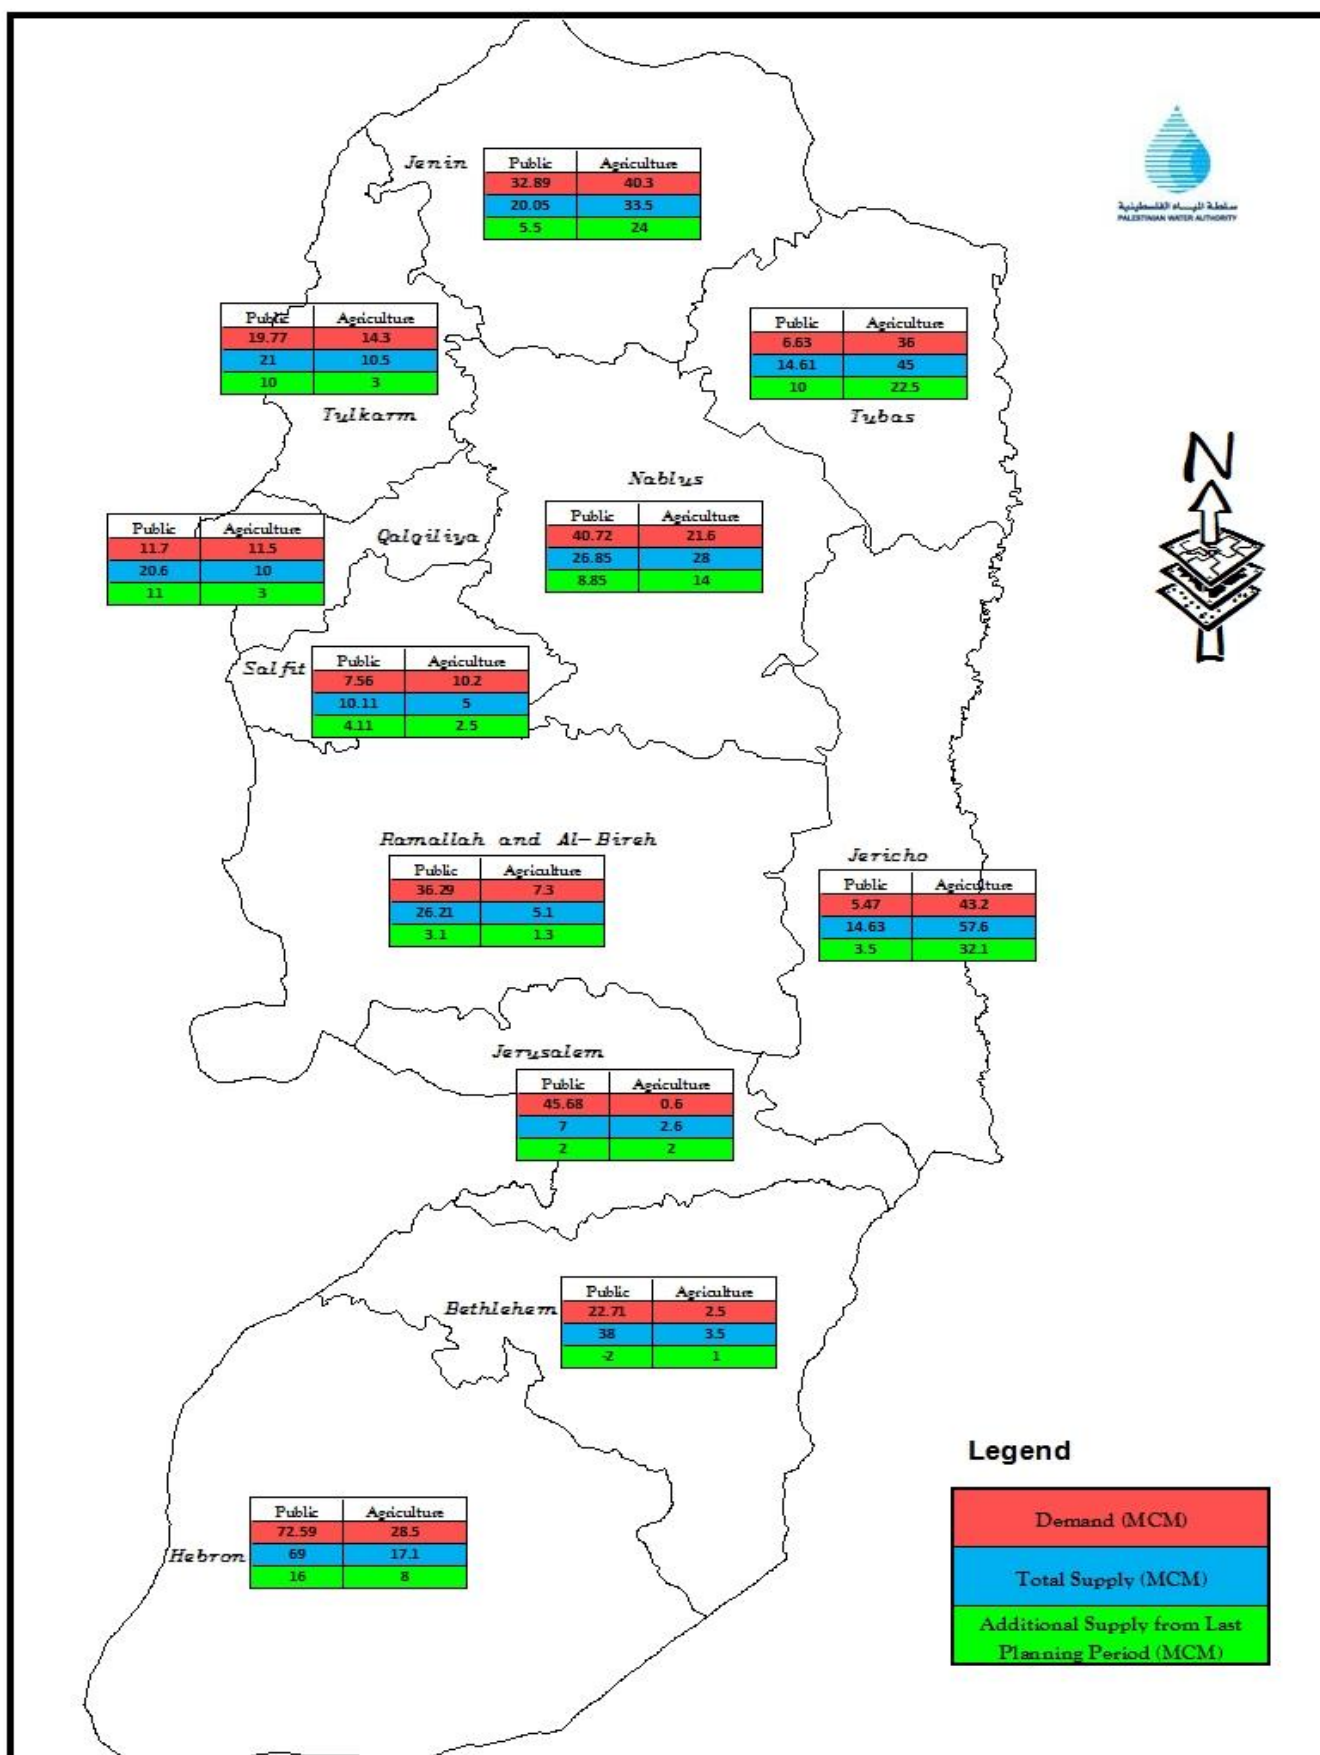 Jenin
Public Agriculture
32.89 40.3
20.05 33.5
5.5 24
سلطة المياه الفلسطينية
PALESTINIAN WATER AUTHORITY
Public Agriculture
19.77 14.3
21 10.5
10 3
Tulkarm
Public Agriculture
6.63 36
14.61 45
10 22.5
Tubas
N
Nablus
Public Agriculture
40.72 21.6
26.85 28
8.85 14
Qalqiliya
Public Agriculture
11.7 11.5
20.6 10
11 3
Salfit
Public Agriculture
7.56 10.2
10.11 5
4.11 2.5
Ramallah and Al-Bireh
Public Agriculture
36.29 7.3
26.21 5.1
3.1 1.3
Jericho
Public Agriculture
5.47 43.2
14.63 57.6
3.5 32.1
Jerusalem
Public Agriculture
45.68 0.6
7 2.6
2 2
Bethlehem
Public Agriculture
22.71 2.5
38 3.5
-2 1
Hebron
Public Agriculture
72.59 28.5
69 17.1
16 8
Legend
Demand (MCM)
Total Supply (MCM)
Additional Supply from Last
Planning Period (MCM)